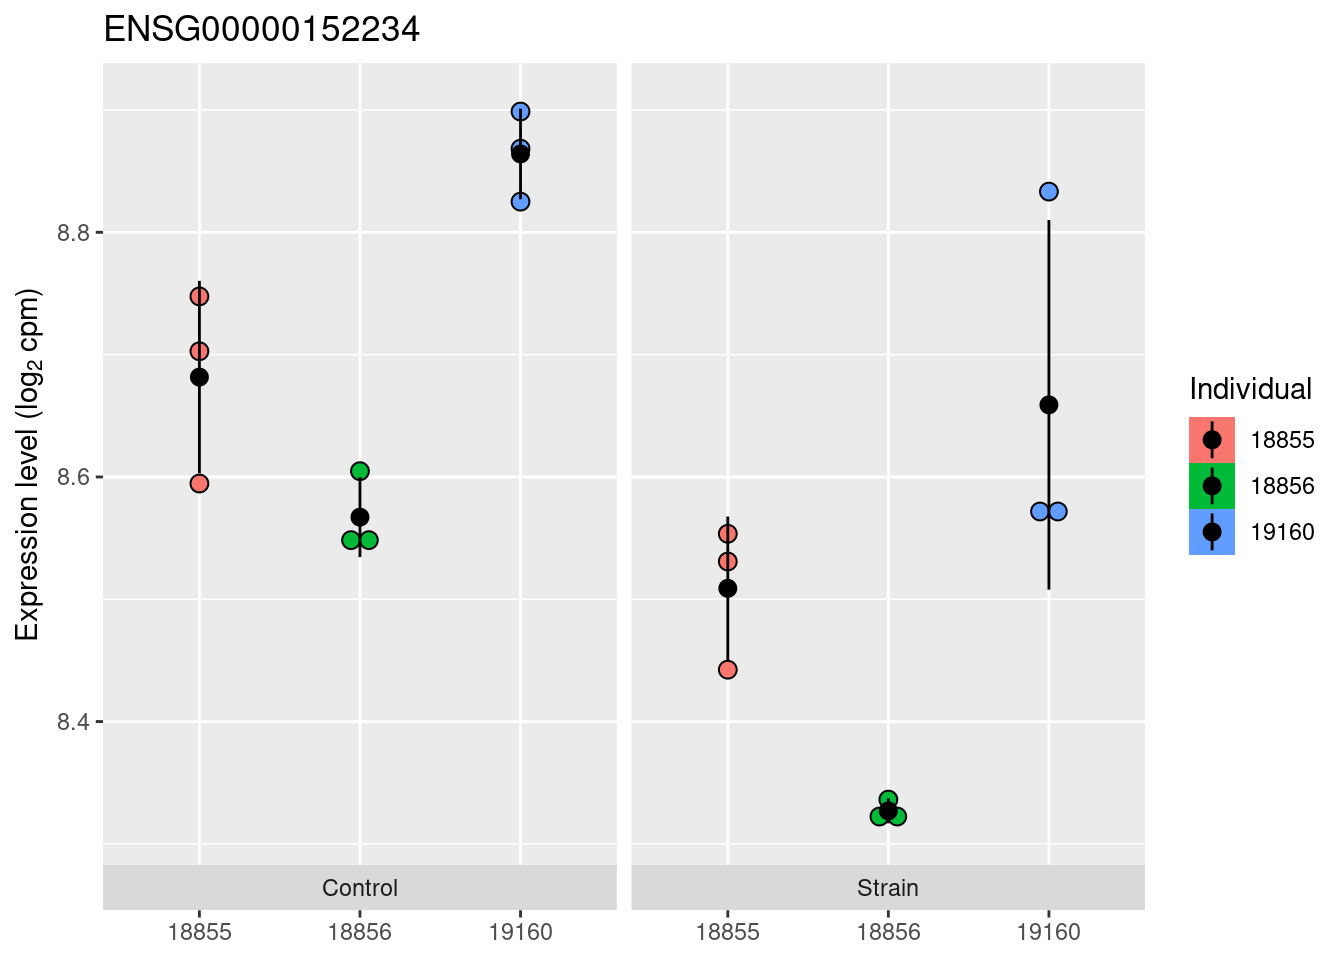 ENSG00000152234
Expression level (log₂ cpm)
8.8
8.6
8.4
Control
Strain
18855
18856
19160
18855
18856
19160
Individual
18855
18856
19160